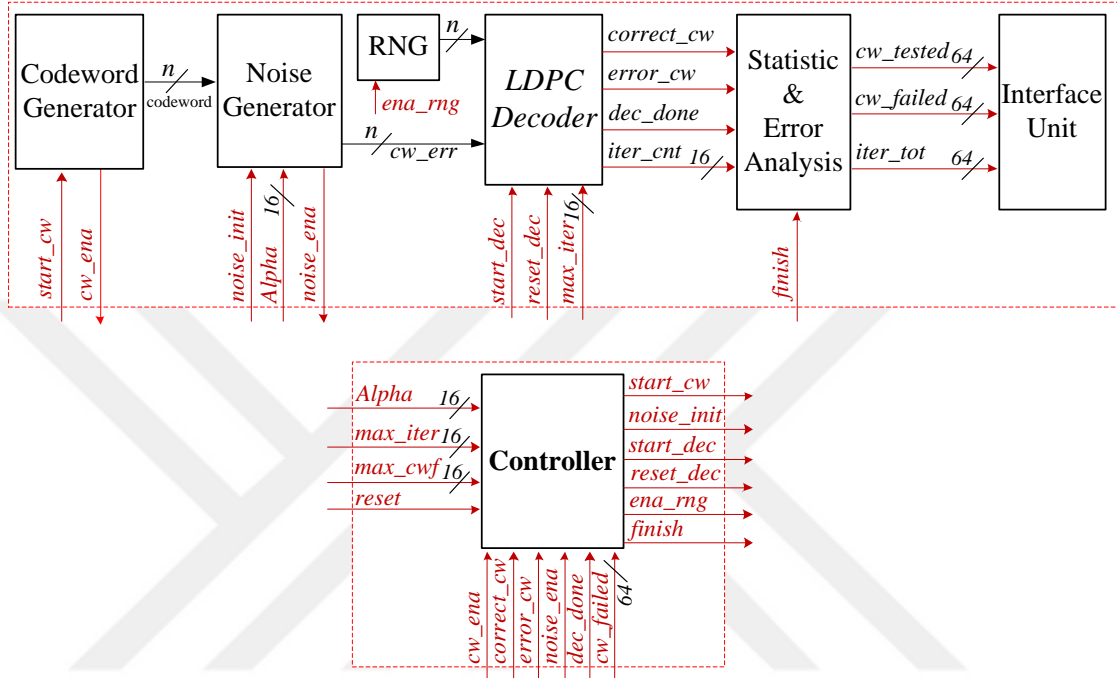 Codeword
Generator
n
codeword
Noise
Generator
RNG
n
ena_rng
n
cw_err
LDPC
Decoder
correct_cw
error_cw
dec_done
iter_cnt 16
Statistic
&
Error
Analysis
cw_tested 64
cw_failed 64
iter_tot 64
Interface
Unit
start_cw
cw_ena
noise_init
Alpha 16
noise_ena
start_dec
reset_dec
max_iter 16
finish
Alpha 16
max_iter 16
max_cwf 16
reset
Controller
start_cw
noise_init
start_dec
reset_dec
ena_rng
finish
cw_ena
correct_cw
error_cw
noise_ena
dec_done
cw_failed 64